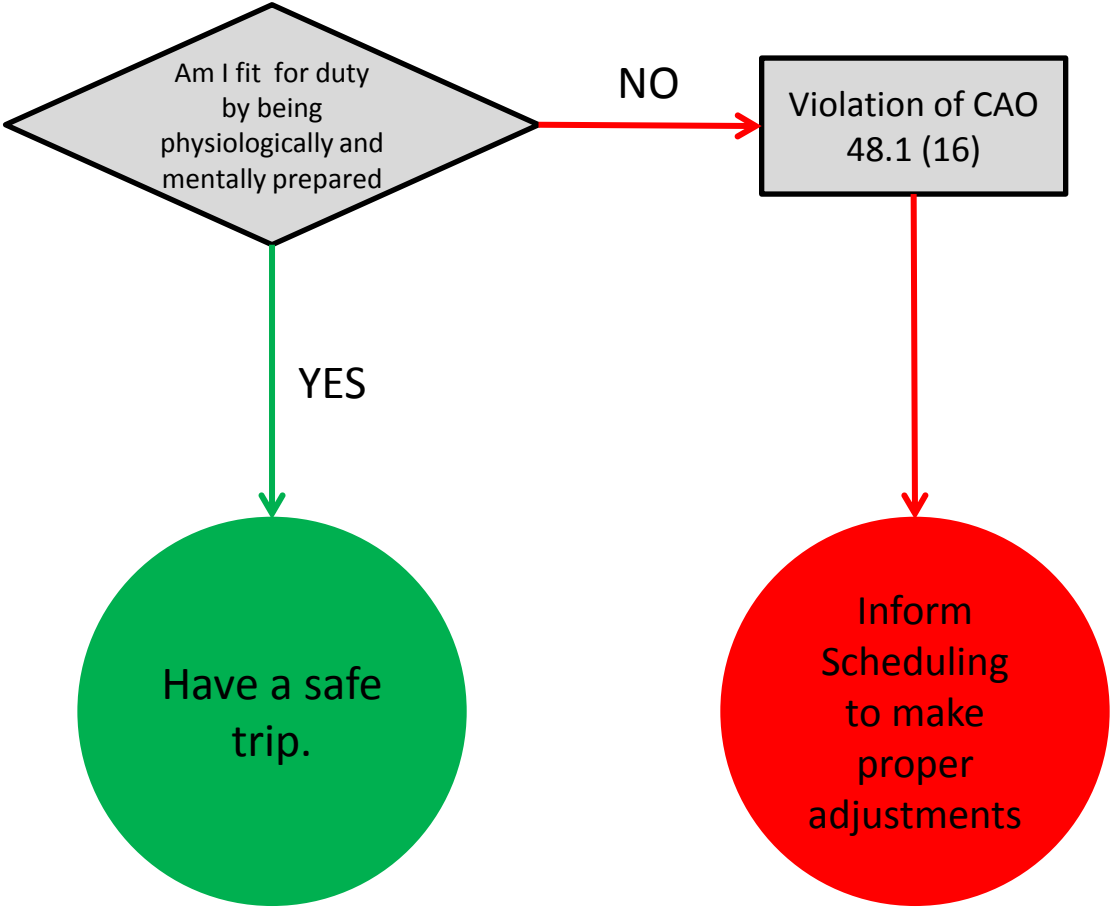 Am I fit  for duty
by being
physiologically and
mentally prepared
NO
Violation of CAO
48.1 (16)
YES
Have a safe
trip.
Inform
Scheduling
to make
proper
adjustments